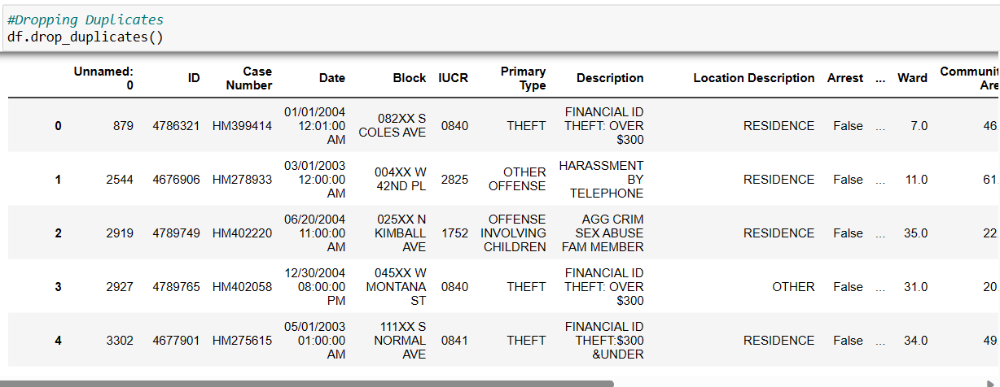 #Dropping Duplicates
df.drop_duplicates()
Unnamed: 0 ID Case Number Date Block IUCR Primary Type Description Location Description Arrest ... Ward Communit Are
0 879 4786321 HM399414 01/01/2004 12:01:00 AM 082XX S COLES AVE 0840 THEFT FINANCIAL ID THEFT: OVER $300 RESIDENCE False ... 7.0 46.
1 2544 4676906 HM278933 03/01/2003 12:00:00 AM 004XX W 42ND PL 2825 OTHER OFFENSE HARASSMENT BY TELEPHONE RESIDENCE False ... 11.0 61.
2 2919 4789749 HM402220 06/20/2004 11:00:00 AM 025XX N KIMBALL AVE 1752 OFFENSE INVOLVING CHILDREN AGG CRIM SEX ABUSE FAM MEMBER RESIDENCE False ... 35.0 22.
3 2927 4789765 HM402058 12/30/2004 08:00:00 PM 045XX W MONTANA ST 0840 THEFT FINANCIAL ID THEFT: OVER $300 OTHER False ... 31.0 20.
4 3302 4677901 HM275615 05/01/2003 01:00:00 AM 111XX S NORMAL AVE 0841 THEFT FINANCIAL ID THEFT:$300 &UNDER RESIDENCE False ... 34.0 49.